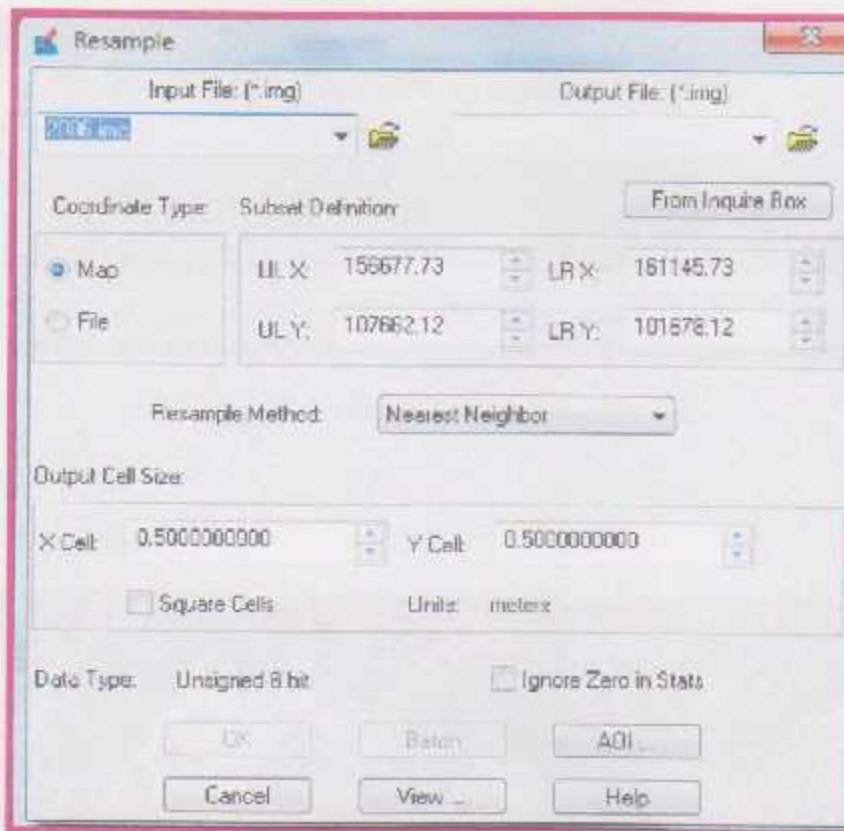 Resample
Input File: (*.img) Output File: (*.img)
2006.img
From Inquire Box
Coordinate Type: Subset Definition:
Map UL X: 156677.73 LR X: 161145.73
File UL Y: 107662.12 LR Y: 101678.12
Resample Method: Nearest Neighbor
Output Cell Size:
X Cell: 0.5000000000 Y Cell: 0.5000000000
Square Cells Units: meters
Data Type: Unsigned 8 bit Ignore Zero in Stats
OK Batch AOI ...
Cancel View ... Help